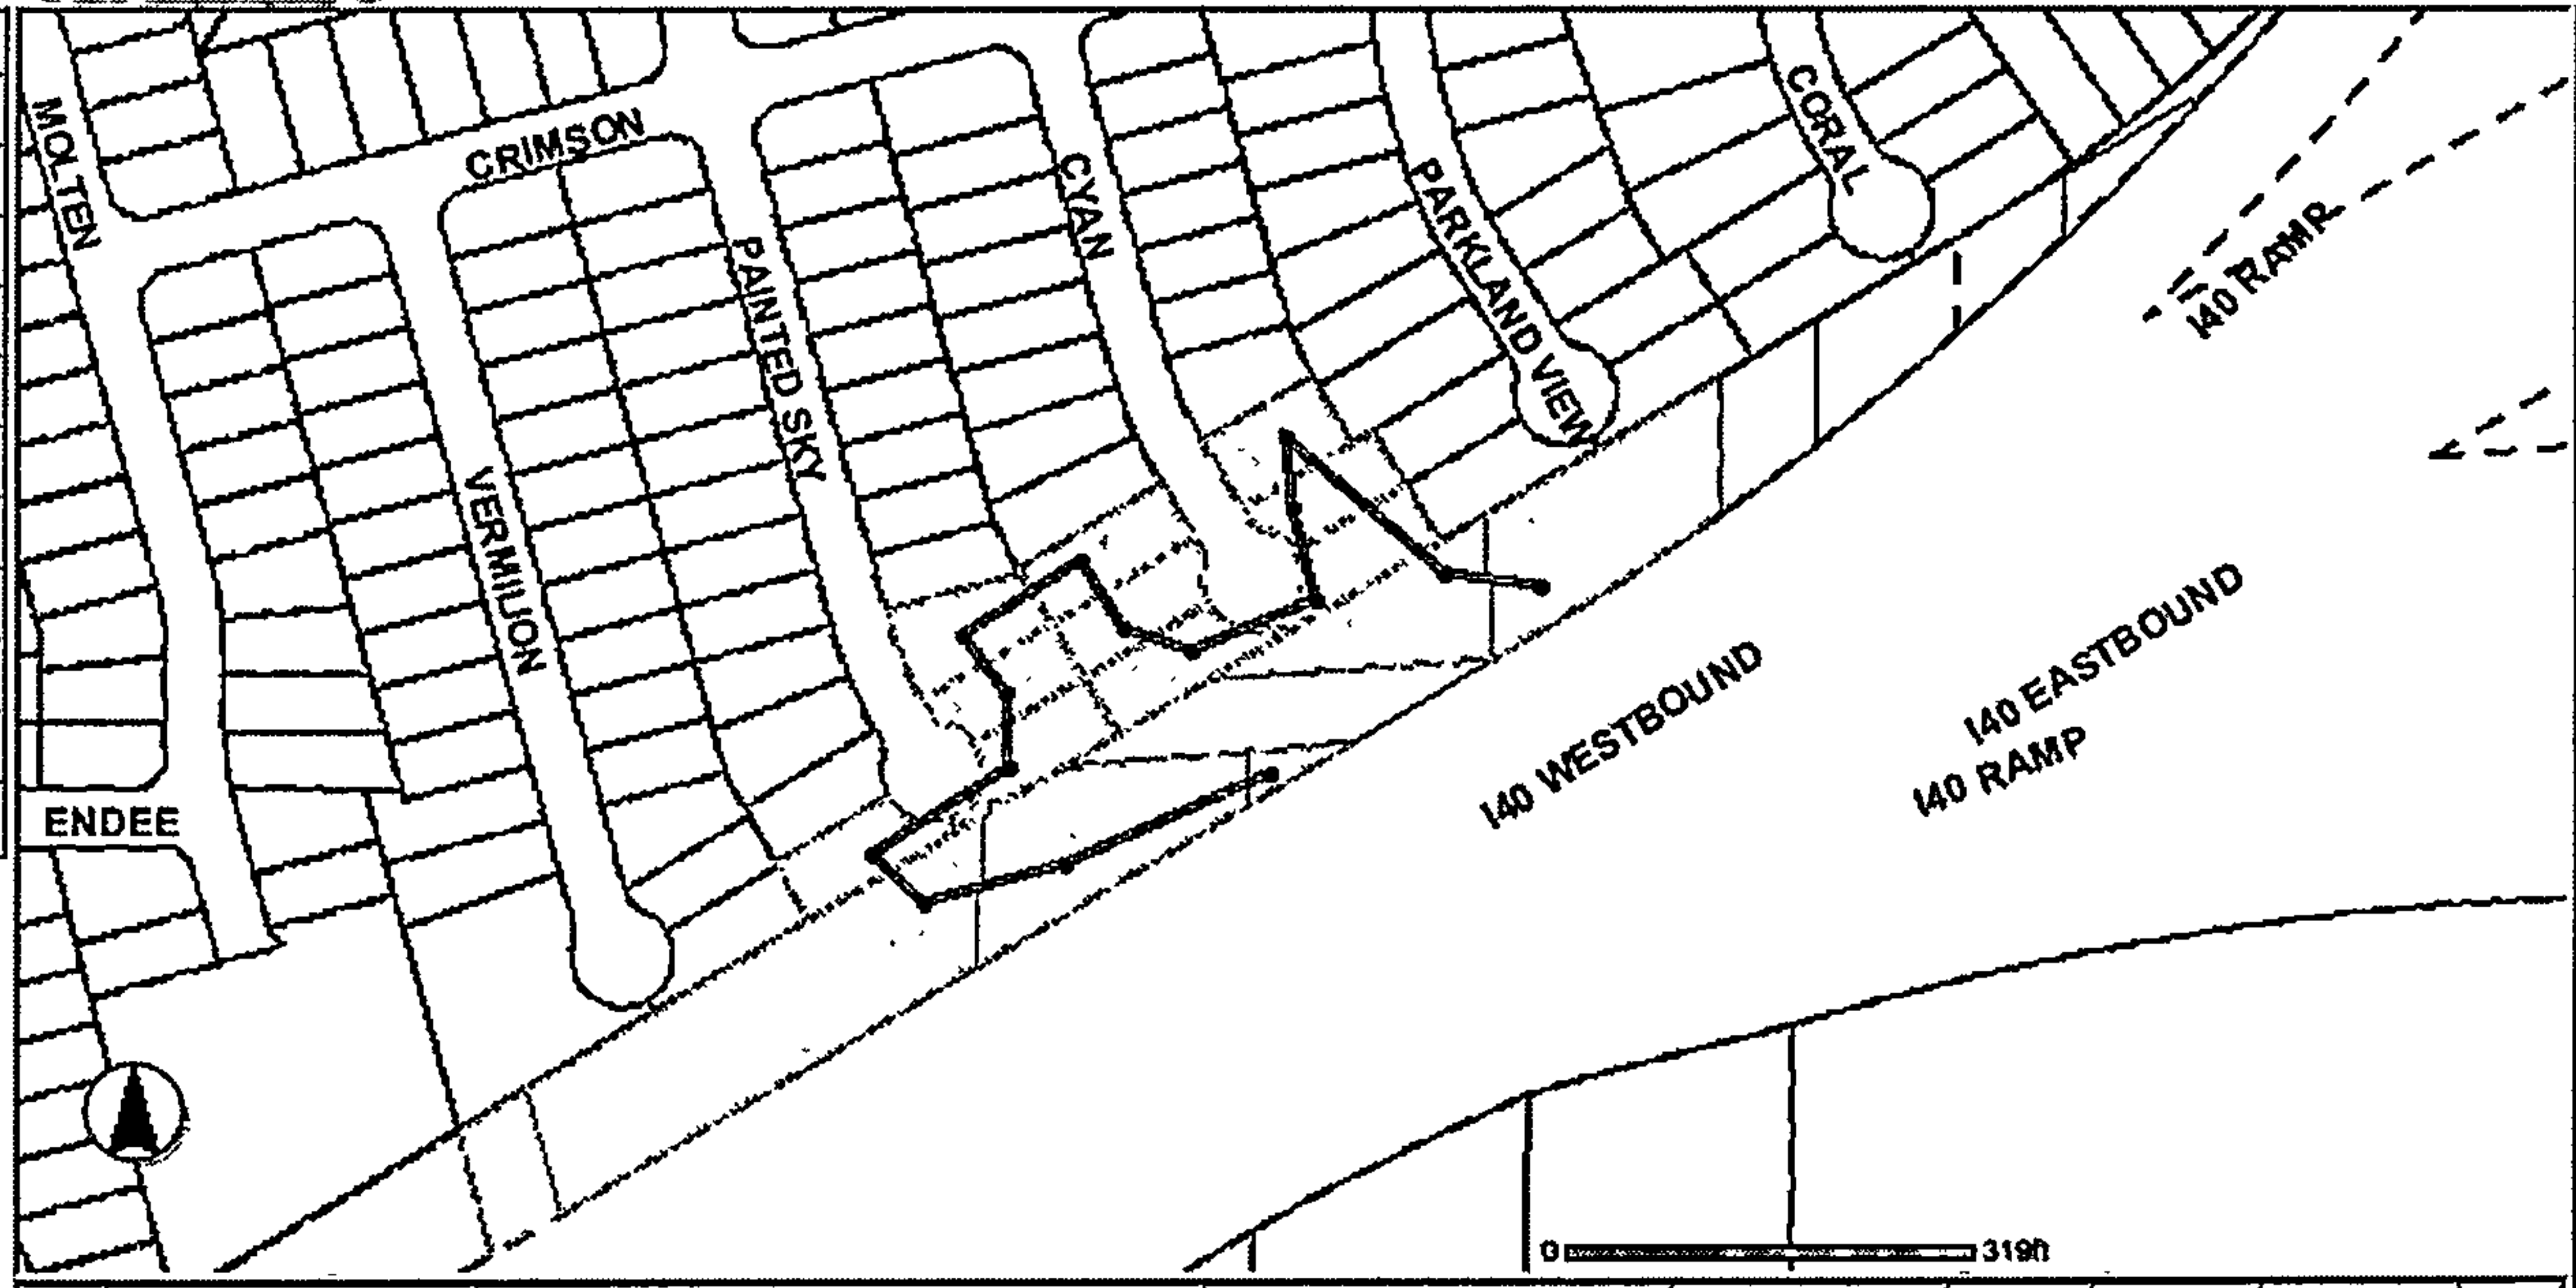 MOLTEN
CRIMSON
CYAN
CORAL
PARKLAND VIEW
PAINTED SKY
I40 RAMP
VERMILION
I40 EASTBOUND
I40 WESTBOUND
I40 RAMP
ENDEE
0 319ft